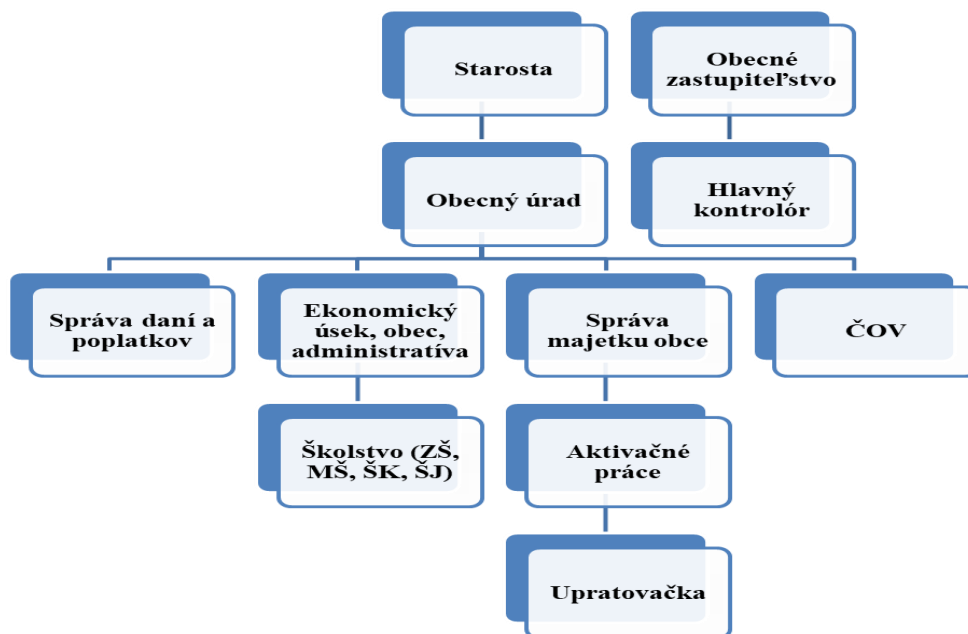 Starosta
Obecné
zastupiteľstvo
Obecný úrad
Hlavný
kontrolór
Správa daní a
poplatkov
Ekonomický
úsek, obec,
administratíva
Správa
majetku obce
ČOV
Školstvo (ZŠ,
MŠ, ŠK, ŠJ)
Aktivačné
práce
Upratovačka